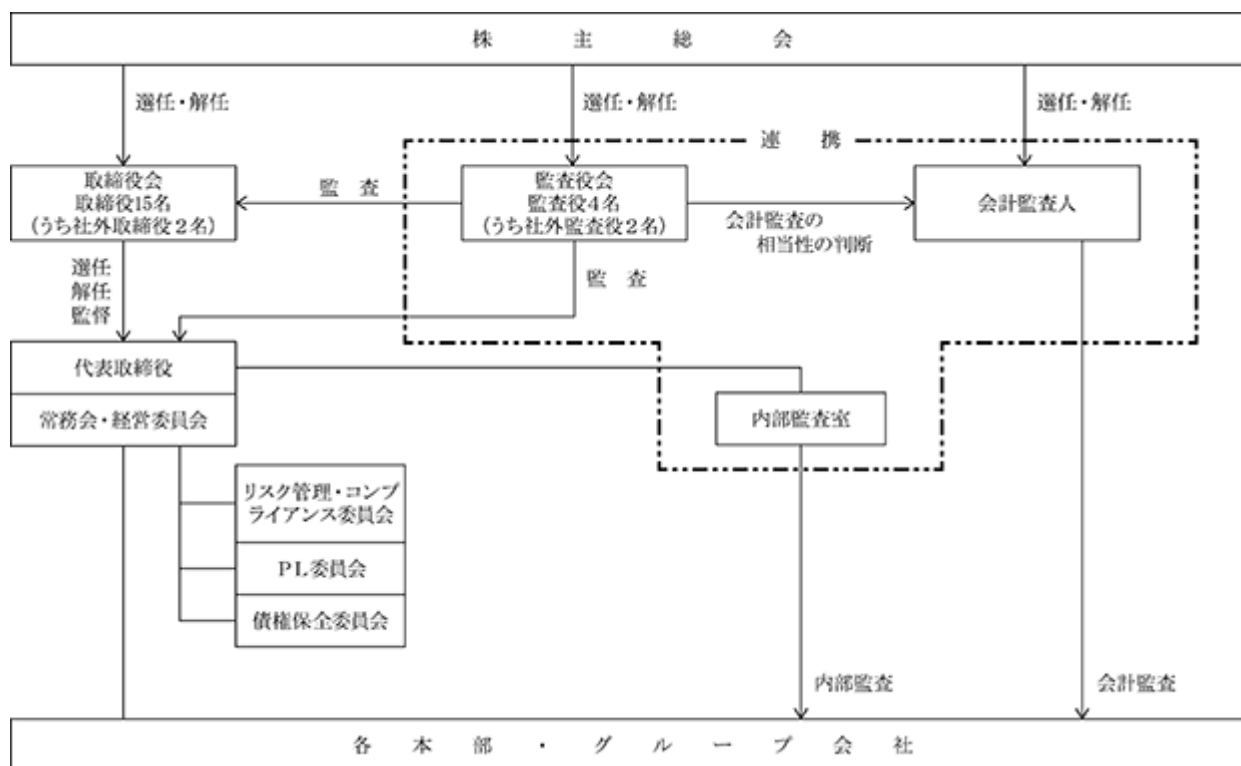 株主総会
選任・解任
選任・解任
選任・解任
連携
取締役会
取締役15名
(うち社外取締役2名)
監査
監査役会
監査役4名
(うち社外監査役2名)
会計監査の
相当性の判断
会計監査人
選任
解任
監督
監査
代表取締役
常務会・経営委員会
内部監査室
リスク管理・コンプ
ライアンス委員会
PL委員会
債権保全委員会
内部監査
会計監査
各本部・グループ会社